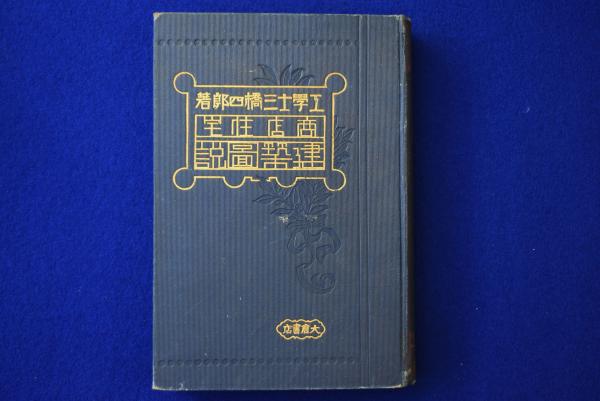 工學士三橋四郎著
商店住宅
建築圖説
大倉書店